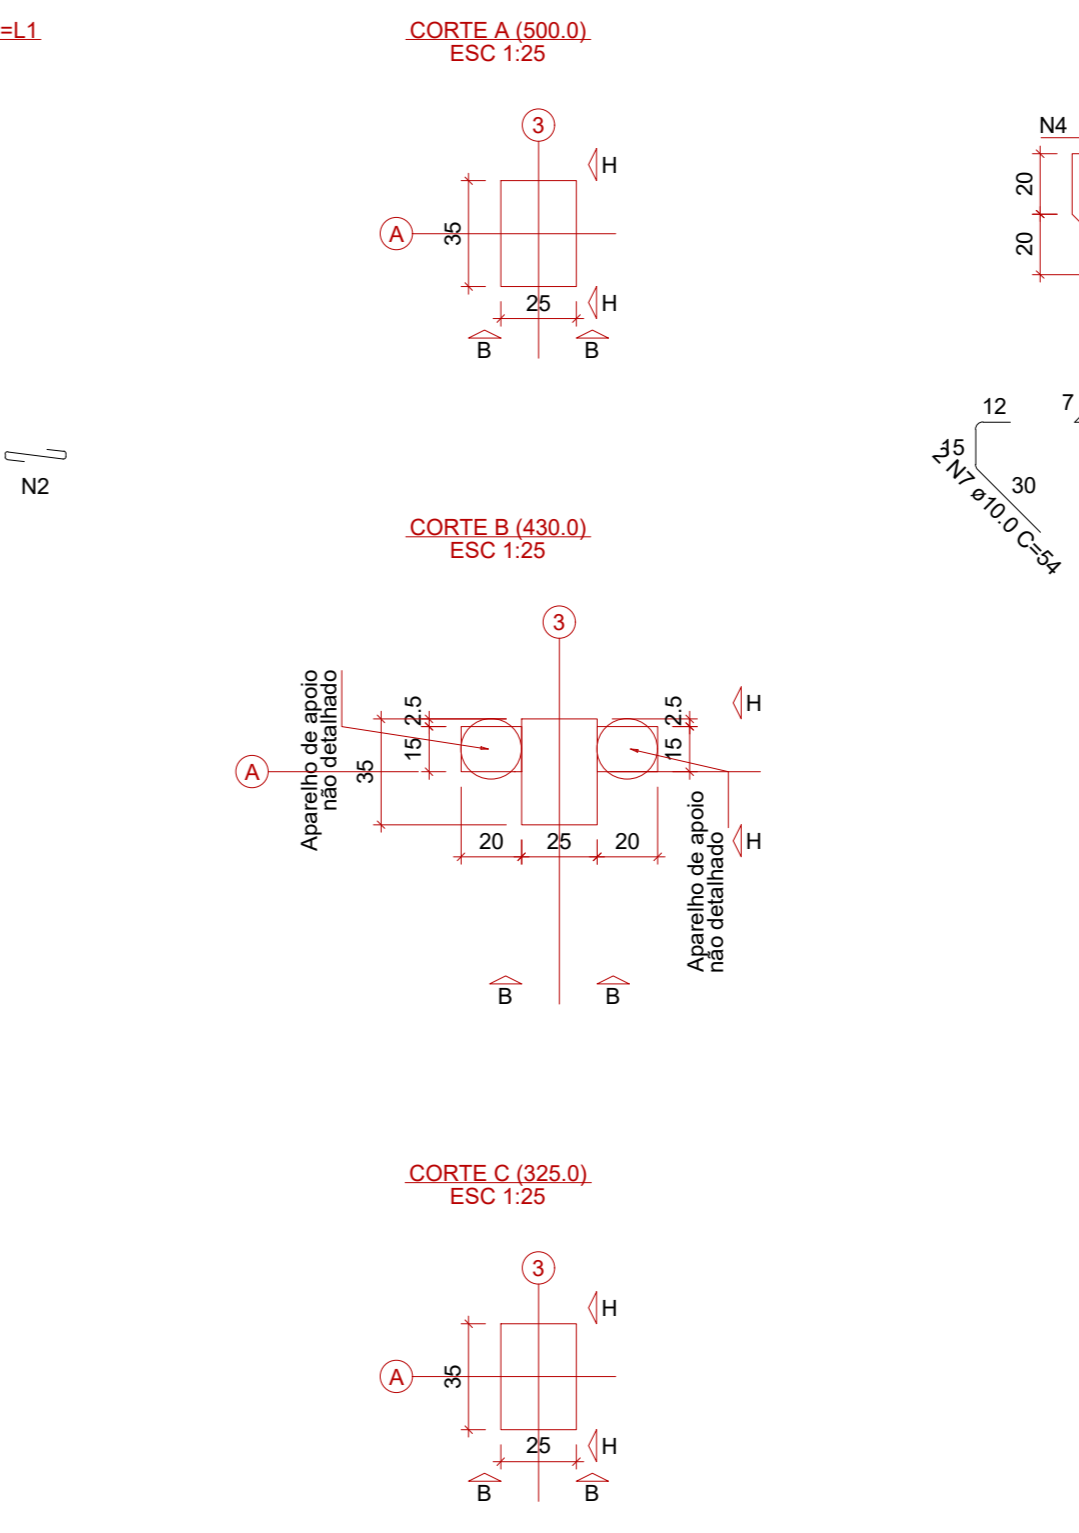 =L1
CORTE A (500.0)
ESC 1:25
3
H
A
35
25
H
B
B
N4
20
20
N2
12
7
15
30
2 N7 ø10.0 C=54
CORTE B (430.0)
ESC 1:25
3
Aparelho de apoio
não detalhado
2.5
15
35
2.5
15
H
A
20
25
20
H
Aparelho de apoio
não detalhado
B
B
CORTE C (325.0)
ESC 1:25
3
H
A
35
25
H
B
B